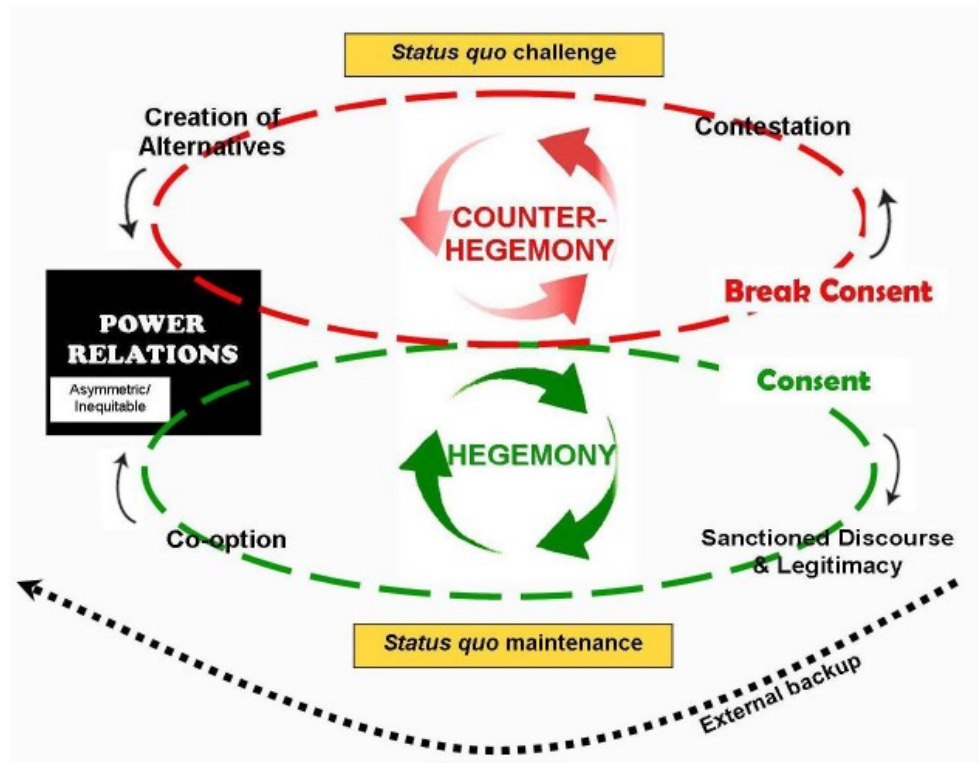 Status quo challenge
Creation of
Alternatives
Contestation
COUNTER-
HEGEMONY
Break Consent
POWER
RELATIONS
Asymmetric/
Inequitable
Consent
HEGEMONY
Co-option
Sanctioned Discourse
& Legitimacy
Status quo maintenance
External backup